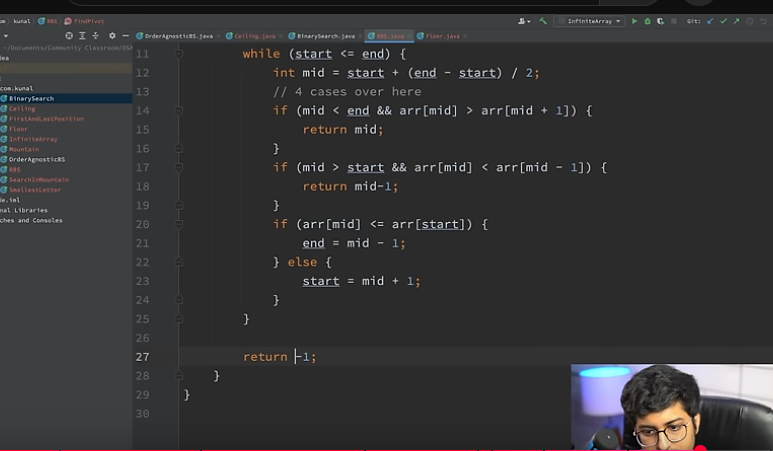 kunal RBS FindPivot InfiniteArray Git:
OrderAgnosticBS.java Ceiling.java BinarySearch.java RBS.java Floor.java
~/Documents/Community Classroom/DSA
dea
com.kunal
BinarySearch
Ceiling
FirstAndLastPosition
Floor
InfiniteArray
Mountain
OrderAgnosticBS
RBS
SearchInMountain
SmallestLetter
e.iml
nal Libraries
ches and Consoles
11 while (start <= end) {
12 int mid = start + (end - start) / 2;
13 // 4 cases over here
14 if (mid < end && arr[mid] > arr[mid + 1]) {
15 return mid;
16 }
17 if (mid > start && arr[mid] < arr[mid - 1]) {
18 return mid-1;
19 }
20 if (arr[mid] <= arr[start]) {
21 end = mid - 1;
22 } else {
23 start = mid + 1;
24 }
25 }
26
27 return -1;
28 }
29 }
30